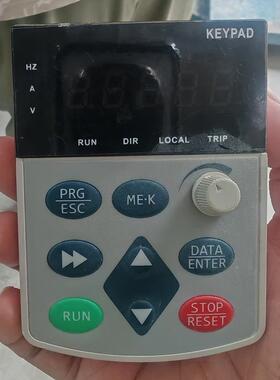 KEYPAD
HZ
A
V
RUN DIR LOCAL TRIP
PRG
ESC
ME·K
DATA
ENTER
RUN
STOP
RESET